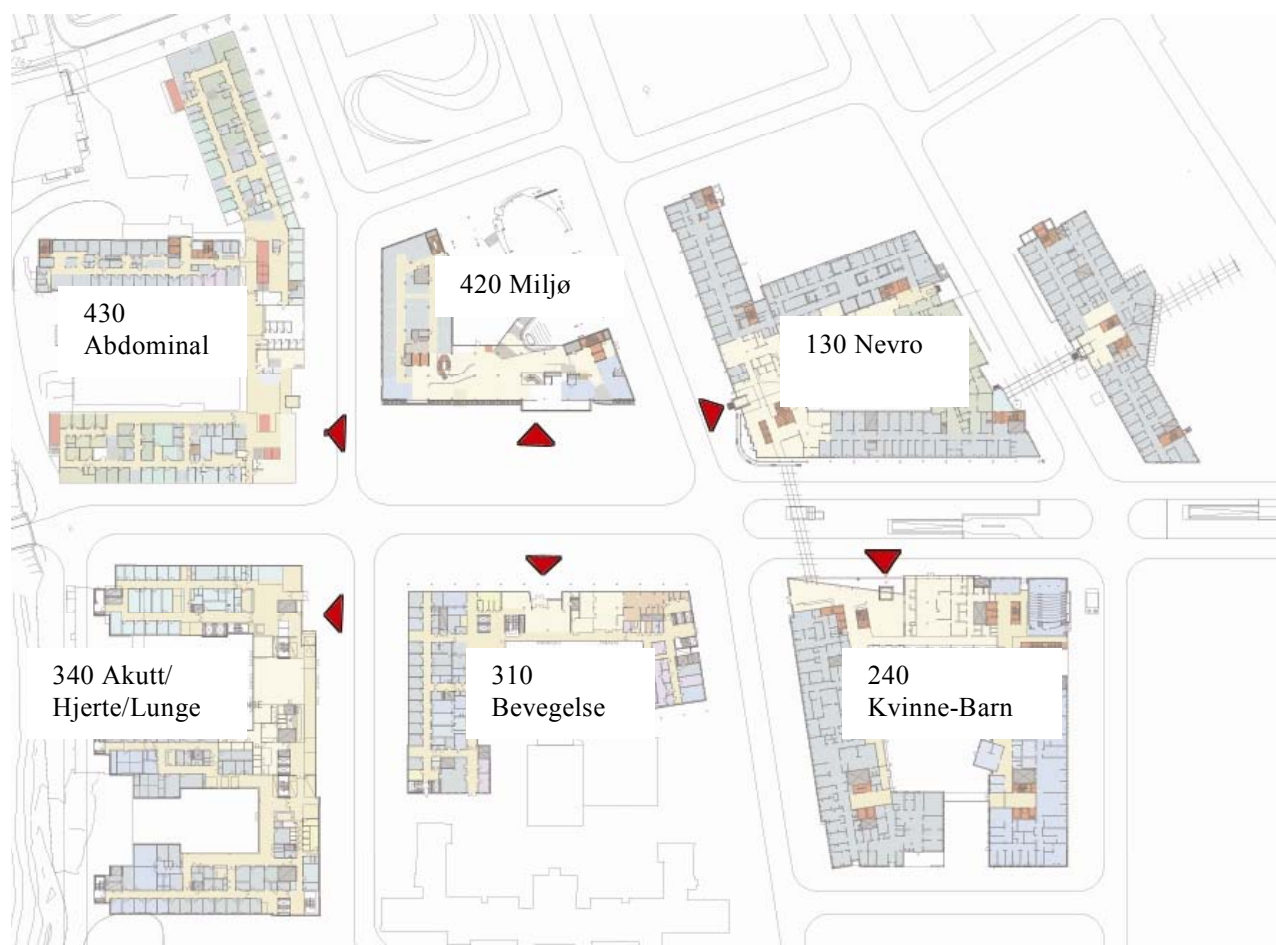 430
Abdominal
420 Miljø
130 Nevro
340 Akutt/
Hjerte/Lunge
310
Bevegelse
240
Kvinne-Barn